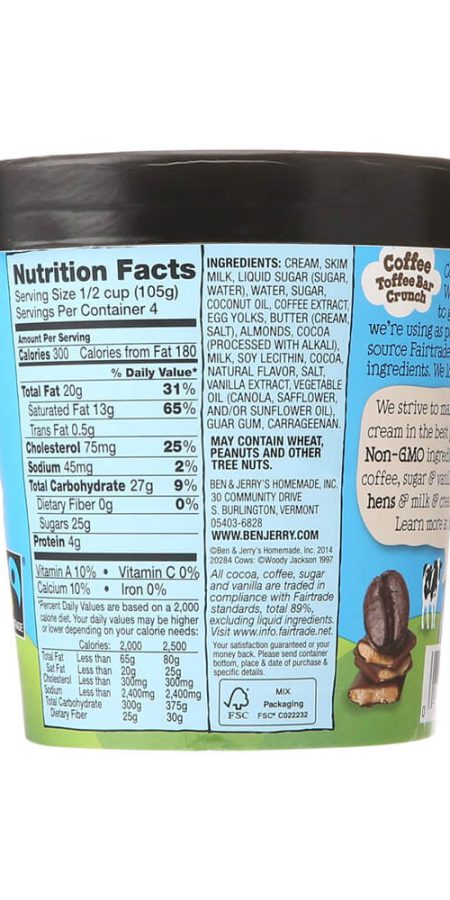 Nutrition Facts
Serving Size 1/2 cup (105g)
Servings Per Container 4
Amount Per Serving
Calories 300 Calories from Fat 180
% Daily Value*
Total Fat 20g 31%
Saturated Fat 13g 65%
Trans Fat 0.5g
Cholesterol 75mg 25%
Sodium 45mg 2%
Total Carbohydrate 27g 9%
Dietary Fiber 0g 0%
Sugars 25g
Protein 4g
Vitamin A 10% • Vitamin C 0%
Calcium 10% • Iron 0%
*Percent Daily Values are based on a 2,000
calorie diet. Your daily values may be higher
or lower depending on your calorie needs:
Calories: 2,000 2,500
Total Fat Less than 65g 80g
Sat Fat Less than 20g 25g
Cholesterol Less than 300mg 300mg
Sodium Less than 2,400mg 2,400mg
Total Carbohydrate 300g 375g
Dietary Fiber 25g 30g
INGREDIENTS: CREAM, SKIM
MILK, LIQUID SUGAR (SUGAR,
WATER), WATER, SUGAR,
COCONUT OIL, COFFEE EXTRACT,
EGG YOLKS, BUTTER (CREAM,
SALT), ALMONDS, COCOA
(PROCESSED WITH ALKALI),
MILK, SOY LECITHIN, COCOA,
NATURAL FLAVOR, SALT,
VANILLA EXTRACT, VEGETABLE
OIL (CANOLA, SAFFLOWER,
AND/OR SUNFLOWER OIL),
GUAR GUM, CARRAGEENAN.
MAY CONTAIN WHEAT,
PEANUTS AND OTHER
TREE NUTS.
BEN & JERRY'S HOMEMADE, INC.
30 COMMUNITY DRIVE
S. BURLINGTON, VERMONT
05403-6828
WWW.BENJERRY.COM
©Ben & Jerry's Homemade, Inc. 2014
20284 Cows: ©Woody Jackson 1997
All cocoa, coffee, sugar
and vanilla are traded in
compliance with Fairtrade
standards, total 89%,
excluding liquid ingredients.
Visit www.info.fairtrade.net.
Your satisfaction guaranteed or your
money back. Please send container
bottom, place & date of purchase &
specific details.
FSC
MIX
Packaging
FSC® C022232
Coffee
Toffee Bar
Crunch
to
we're using as
source Fairtrade
ingredients. We
We strive to
cream in the best
Non-GMO
coffee, sugar &
hens & milk &
Learn more